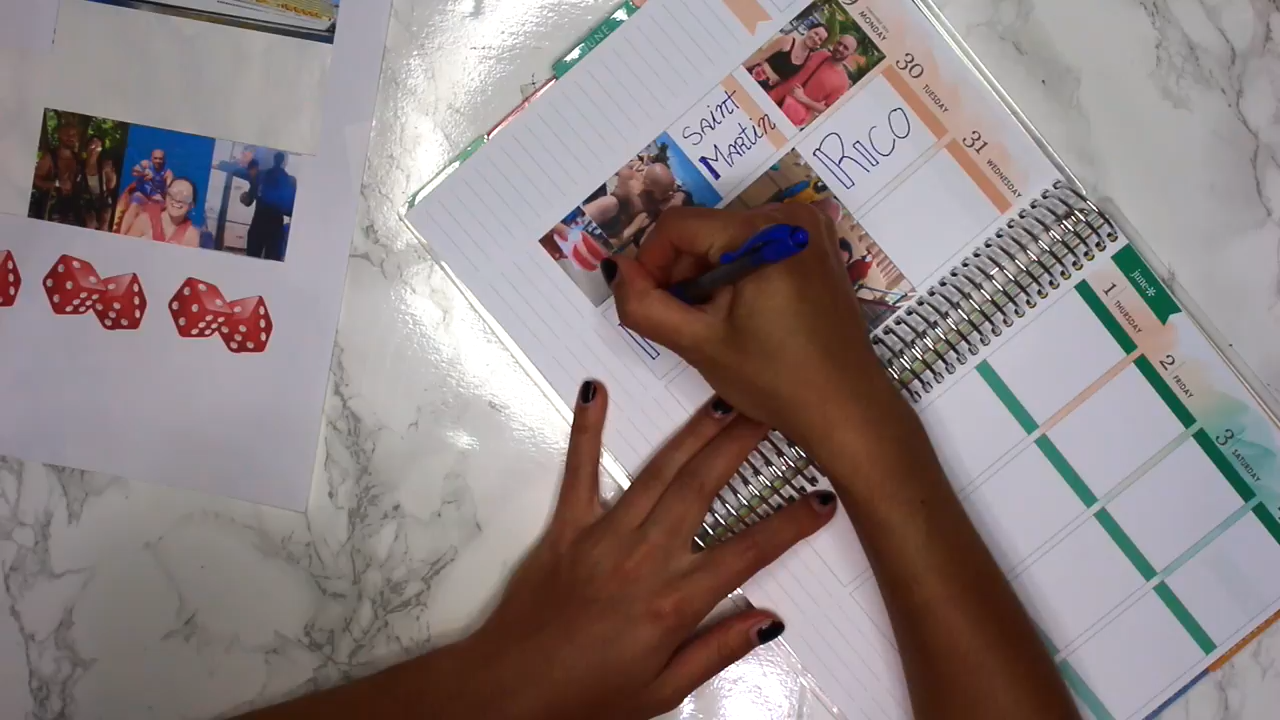 JUNE
MONDAY
30 TUESDAY
31 WEDNESDAY
Saint
Martin
Rico
june*
1 THURSDAY
2 FRIDAY
3 SATURDAY